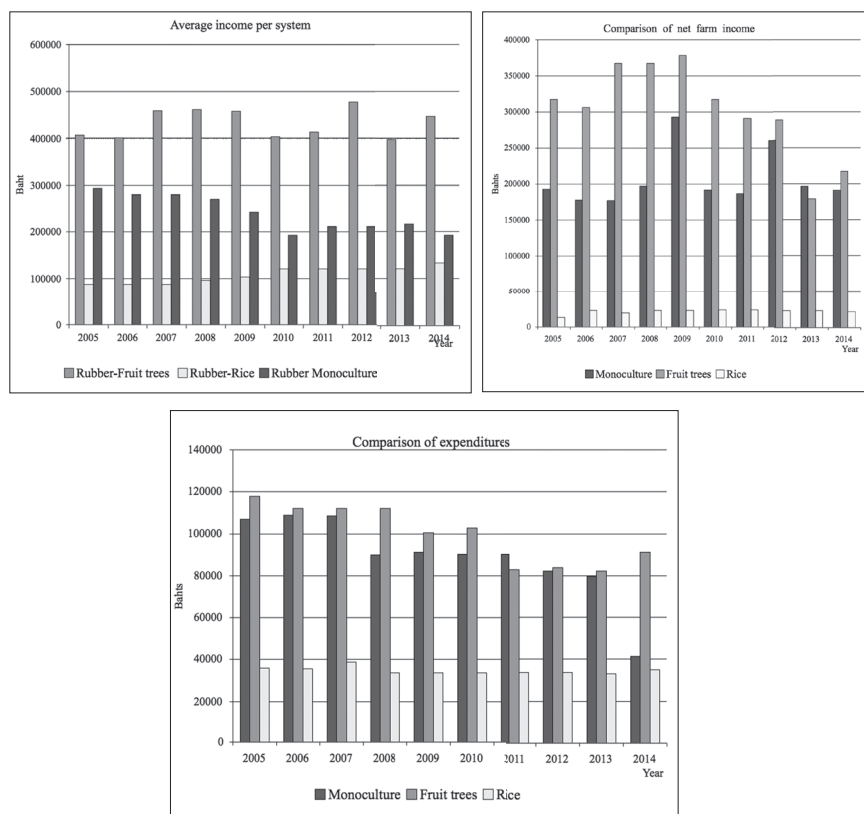 Average income per system
600000
500000
400000
300000
200000
100000
0
Baht
2005 2006 2007 2008 2009 2010 2011 2012 2013 2014
Year
Rubber-Fruit trees Rubber-Rice Rubber Monoculture
Comparison of net farm income
400000
350000
300000
250000
200000
150000
100000
50000
0
Bahts
2005 2006 2007 2008 2009 2010 2011 2012 2013 2014
Year
Monoculture Fruit trees Rice
Comparison of expenditures
140000
120000
100000
80000
60000
40000
20000
0
Bahts
2005 2006 2007 2008 2009 2010 2011 2012 2013 2014
Year
Monoculture Fruit trees Rice